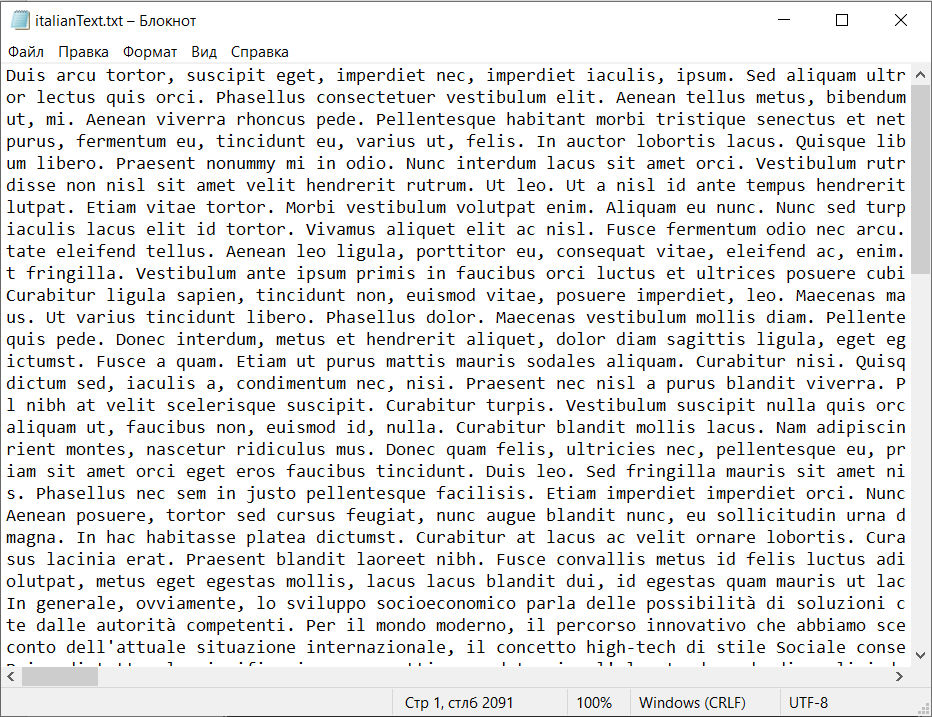 italianText.txt – Блокнот
Файл Правка Формат Вид Справка
Duis arcu tortor, suscipit eget, imperdiet nec, imperdiet iaculis, ipsum. Sed aliquam ultr
or lectus quis orci. Phasellus consectetuer vestibulum elit. Aenean tellus metus, bibendum
ut, mi. Aenean viverra rhoncus pede. Pellentesque habitant morbi tristique senectus et net
purus, fermentum eu, tincidunt eu, varius ut, felis. In auctor lobortis lacus. Quisque lib
um libero. Praesent nonummy mi in odio. Nunc interdum lacus sit amet orci. Vestibulum rutr
disse non nisl sit amet velit hendrerit rutrum. Ut leo. Ut a nisl id ante tempus hendrerit
lutpat. Etiam vitae tortor. Morbi vestibulum volutpat enim. Aliquam eu nunc. Nunc sed turp
iaculis lacus elit id tortor. Vivamus aliquet elit ac nisl. Fusce fermentum odio nec arcu.
tate eleifend tellus. Aenean leo ligula, porttitor eu, consequat vitae, eleifend ac, enim.
t fringilla. Vestibulum ante ipsum primis in faucibus orci luctus et ultrices posuere cubi
Curabitur ligula sapien, tincidunt non, euismod vitae, posuere imperdiet, leo. Maecenas ma
us. Ut varius tincidunt libero. Phasellus dolor. Maecenas vestibulum mollis diam. Pellente
quis pede. Donec interdum, metus et hendrerit aliquet, dolor diam sagittis ligula, eget eg
ictumst. Fusce a quam. Etiam ut purus mattis mauris sodales aliquam. Curabitur nisi. Quisq
dictum sed, iaculis a, condimentum nec, nisi. Praesent nec nisl a purus blandit viverra. P
l nibh at velit scelerisque suscipit. Curabitur turpis. Vestibulum suscipit nulla quis orc
aliquam ut, faucibus non, euismod id, nulla. Curabitur blandit mollis lacus. Nam adipiscin
rient montes, nascetur ridiculus mus. Donec quam felis, ultricies nec, pellentesque eu, pr
iam sit amet orci eget eros faucibus tincidunt. Duis leo. Sed fringilla mauris sit amet ni
s. Phasellus nec sem in justo pellentesque facilisis. Etiam imperdiet imperdiet orci. Nunc
Aenean posuere, tortor sed cursus feugiat, nunc augue blandit nunc, eu sollicitudin urna d
magna. In hac habitasse platea dictumst. Curabitur at lacus ac velit ornare lobortis. Cura
sus lacinia erat. Praesent blandit laoreet nibh. Fusce convallis metus id felis luctus adi
olutpat, metus eget egestas mollis, lacus lacus blandit dui, id egestas quam mauris ut lac
In generale, ovviamente, lo sviluppo socioeconomico parla delle possibilità di soluzioni c
te dalle autorità competenti. Per il mondo moderno, il percorso innovativo che abbiamo sce
conto dell'attuale situazione internazionale, il concetto high-tech di stile Sociale conse
Стр 1, стлб 2091 100% Windows (CRLF) UTF-8